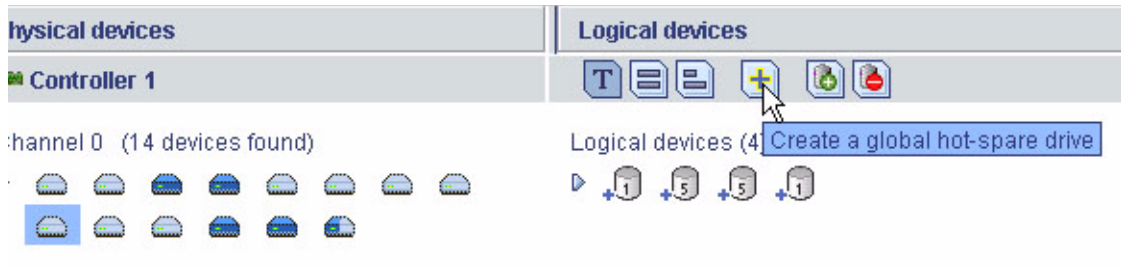 hysical devices
Logical devices
Controller 1
T
hannel 0 (14 devices found)
Logical devices (4
Create a global hot-spare drive
1 5 5 1